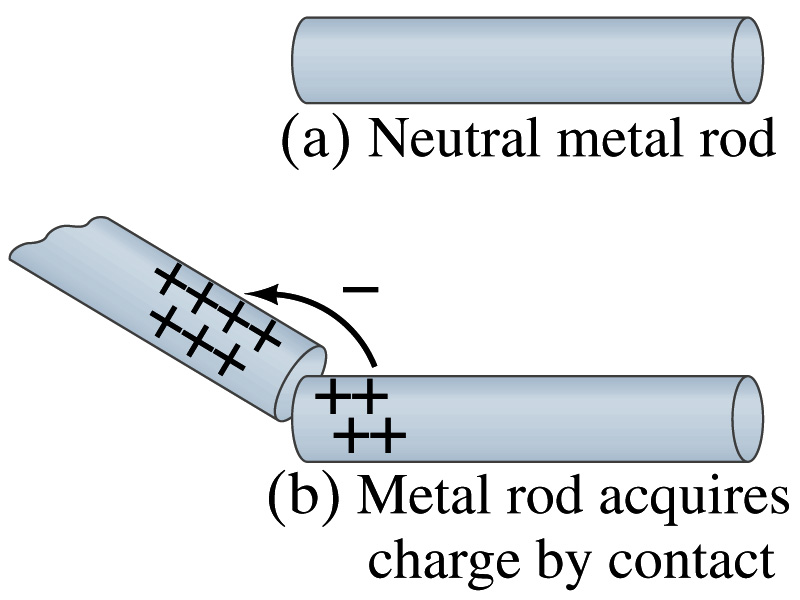 (a) Neutral metal rod
++++
+++
−
++
++
(b) Metal rod acquires
charge by contact